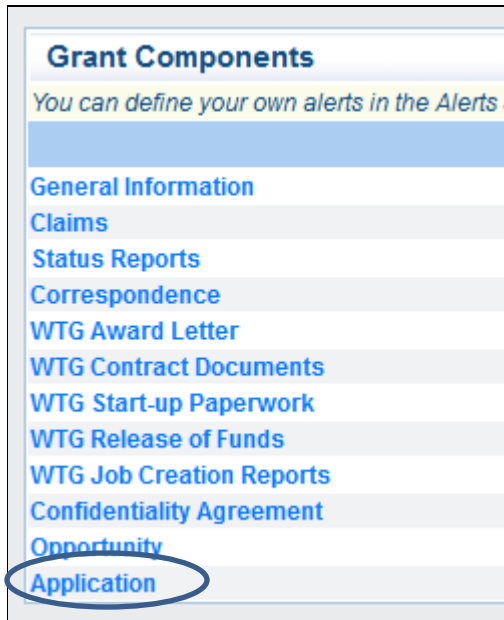 Grant Components
You can define your own alerts in the Alerts
General Information
Claims
Status Reports
Correspondence
WTG Award Letter
WTG Contract Documents
WTG Start-up Paperwork
WTG Release of Funds
WTG Job Creation Reports
Confidentiality Agreement
Opportunity
Application